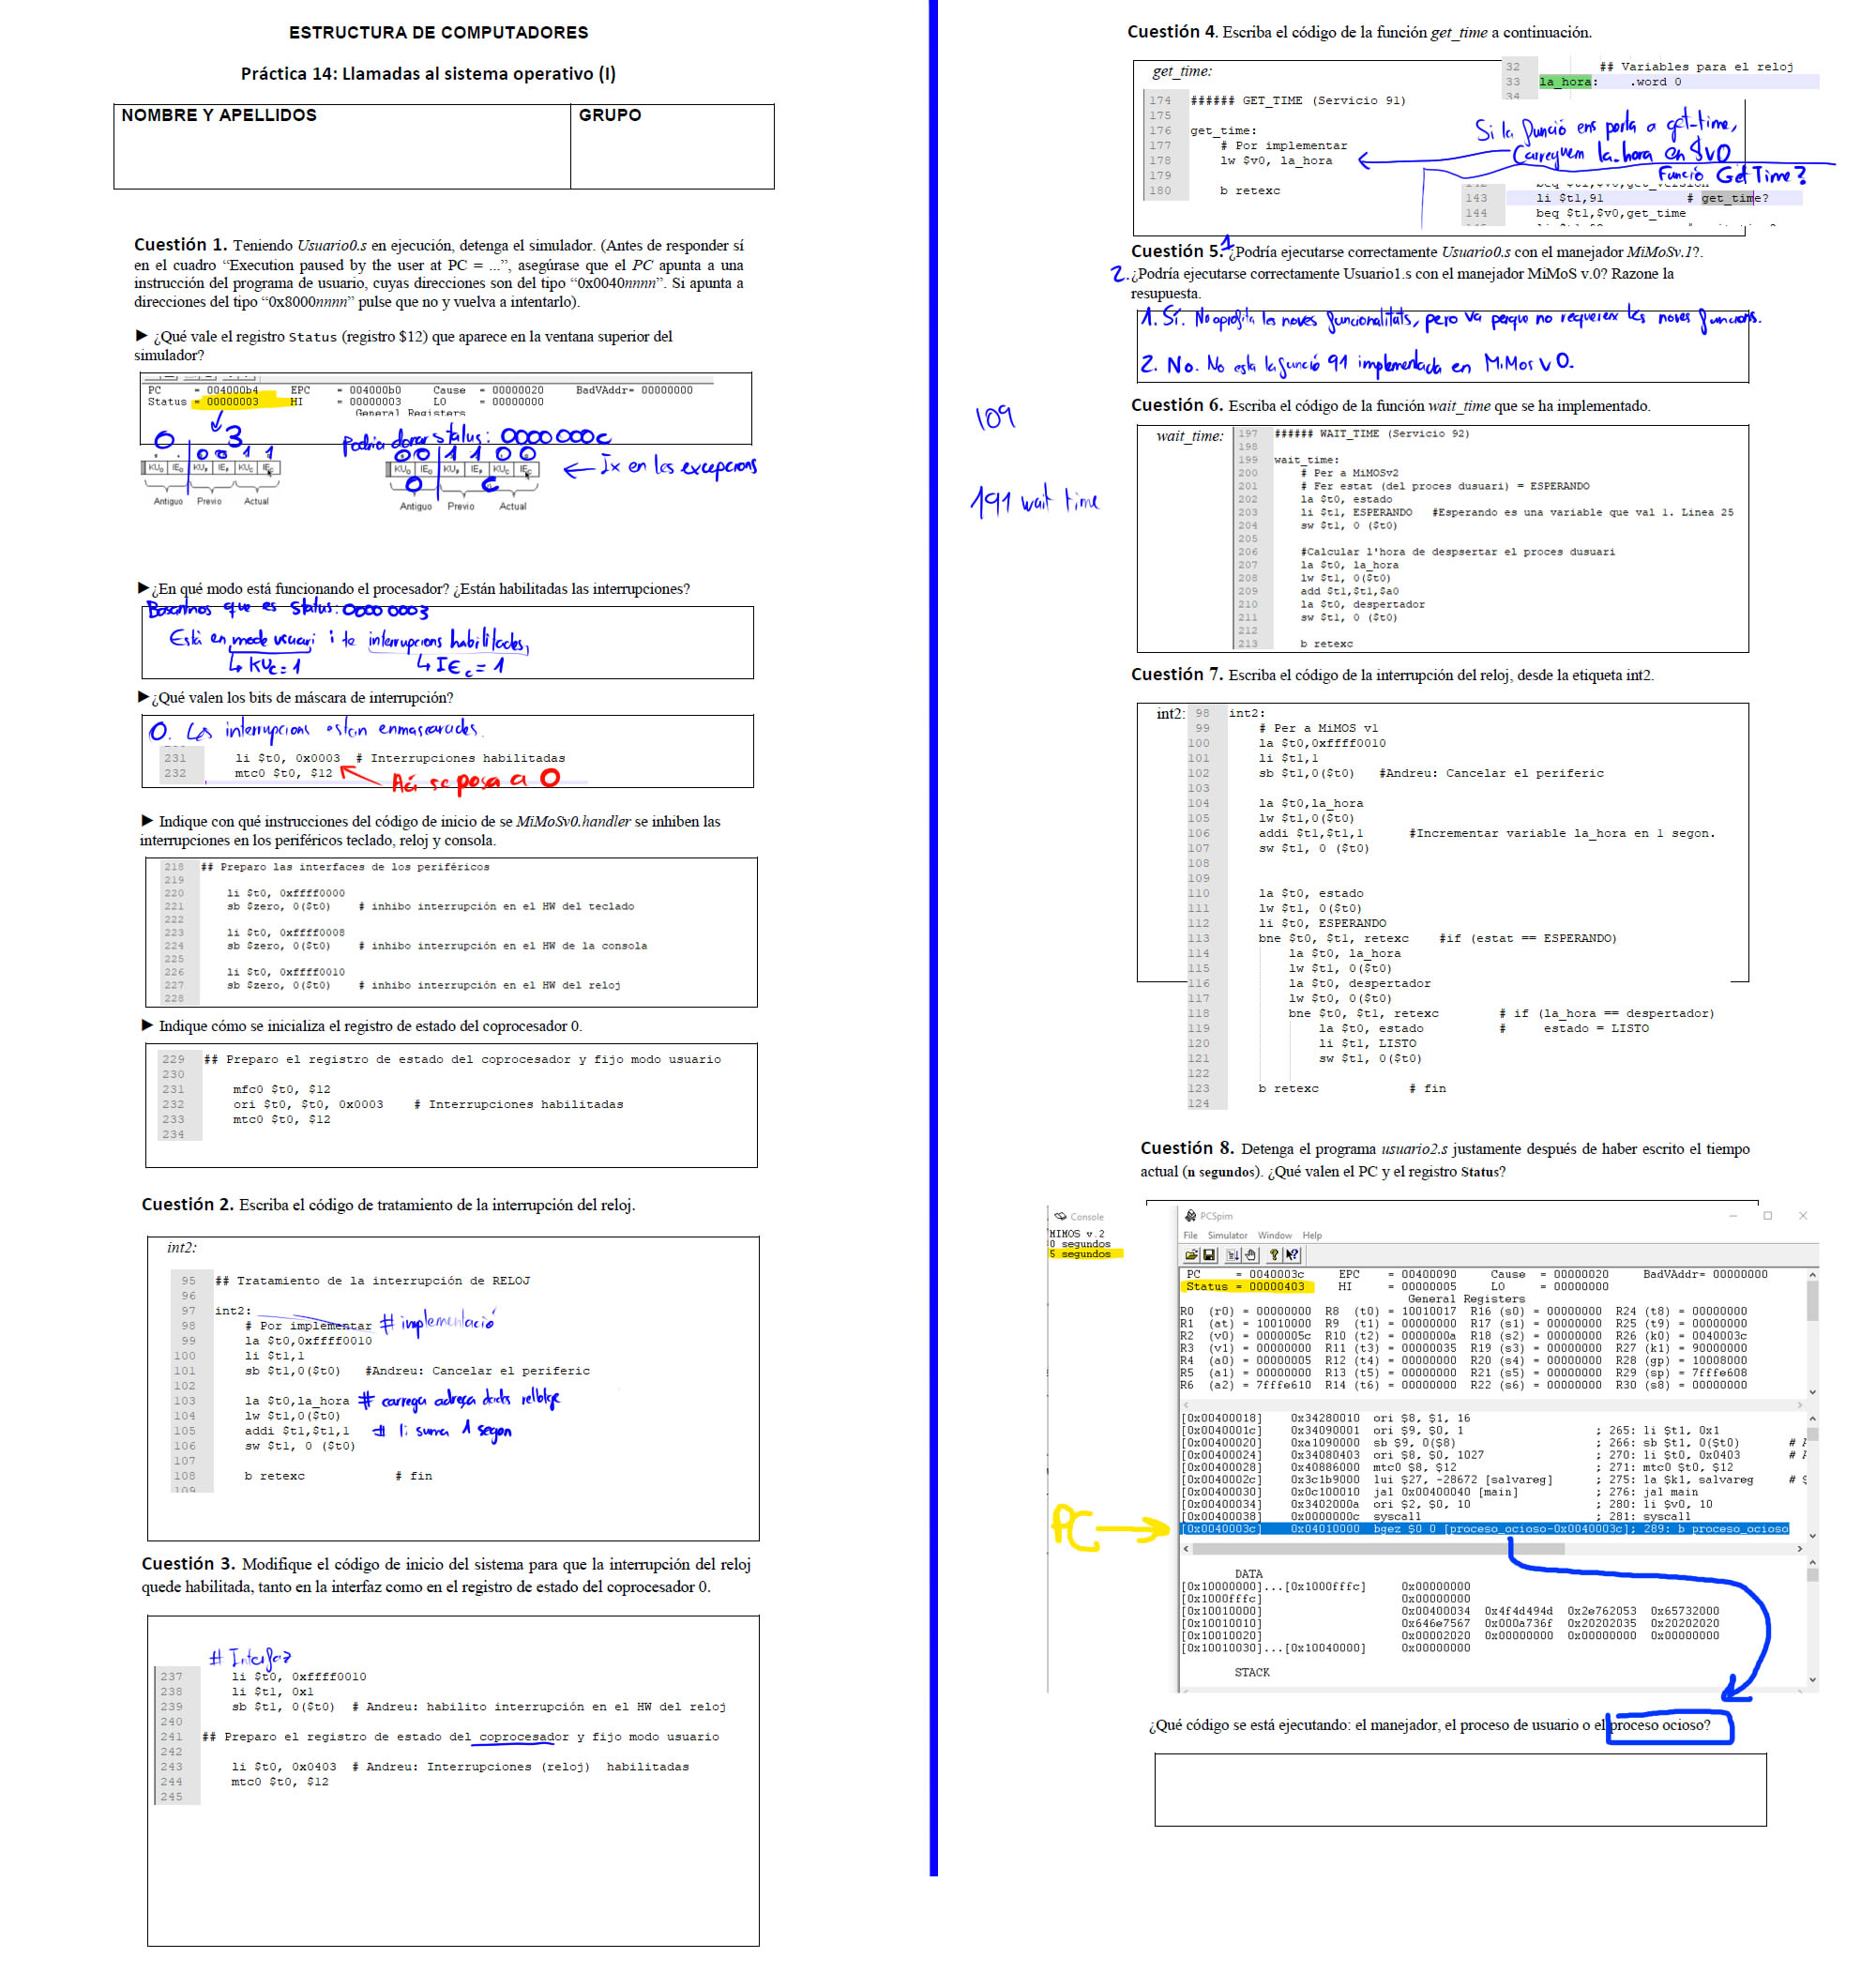 ESTRUCTURA DE COMPUTADORES
Práctica 14: Llamadas al sistema operativo (I)
NOMBRE Y APELLIDOS
GRUPO
Cuestión 1. Teniendo Usuario0.s en ejecución, detenga el simulador. (Antes de responder sí
en el cuadro “Execution paused by the user at PC = ...”, asegúrase que el PC apunta a una
instrucción del programa de usuario, cuyas direcciones son del tipo “0x0040nnnn”. Si apunta a
direcciones del tipo “0x8000nnnn” pulse que no y vuelva a intentarlo).
► ¿Qué vale el registro Status (registro $12) que aparece en la ventana superior del
simulador?
PC = 004000b4 EPC = 004000b0 Cause = 00000020 BadVAddr= 00000000
Status = 00000003 HI = 00000003 LO = 00000000
General Registers
0 3
Podria donar status: 0000000c
0 0 1 1
0 0 1 1 0 0
KUo IEo KUp IEp KUc IEc
KUo IEo KUp IEp KUc IEc
← Ix en les excepcions
0 C
Antiguo Previo Actual
Antiguo Previo Actual
►¿En qué modo está funcionando el procesador? ¿Están habilitadas las interrupciones?
que es Status: 00000003
Està en mode usuari i te interrupcions habilitades,
↳ KUc = 1 ↳ IEc = 1
►¿Qué valen los bits de máscara de interrupción?
0. Les interrupcions estan enmascarades.
231 li $t0, 0x0003 # Interrupciones habilitadas
232 mtc0 $t0, $12
Ací se posa a 0
► Indique con qué instrucciones del código de inicio de se MiMoSv0.handler se inhiben las
interrupciones en los periféricos teclado, reloj y consola.
218 ## Preparo las interfaces de los periféricos
219
220 li $t0, 0xffff0000
221 sb $zero, 0($t0) # inhibo interrupción en el HW del teclado
222
223 li $t0, 0xffff0008
224 sb $zero, 0($t0) # inhibo interrupción en el HW de la consola
225
226 li $t0, 0xffff0010
227 sb $zero, 0($t0) # inhibo interrupción en el HW del reloj
228
► Indique cómo se inicializa el registro de estado del coprocesador 0.
229 ## Preparo el registro de estado del coprocesador y fijo modo usuario
230
231 mfc0 $t0, $12
232 ori $t0, $t0, 0x0003 # Interrupciones habilitadas
233 mtc0 $t0, $12
234
Cuestión 2. Escriba el código de tratamiento de la interrupción del reloj.
int2:
95 ## Tratamiento de la interrupción de RELOJ
96
97 int2:
98 # Por implementar # implementació
99 la $t0,0xffff0010
100 li $t1,1
101 sb $t1,0($t0) #Andreu: Cancelar el periferic
102
103 la $t0,la_hora # carrega adreça rellotge
104 lw $t1,0($t0)
105 addi $t1,$t1,1 # li suma 1 segon
106 sw $t1, 0 ($t0)
107
108 b retexc # fin
109
Cuestión 3. Modifique el código de inicio del sistema para que la interrupción del reloj
quede habilitada, tanto en la interfaz como en el registro de estado del coprocesador 0.
# Interfaz
237 li $t0, 0xffff0010
238 li $t1, 0x1
239 sb $t1, 0($t0) # Andreu: habilito interrupción en el HW del reloj
240
241 ## Preparo el registro de estado del coprocesador y fijo modo usuario
242
243 li $t0, 0x0403 # Andreu: Interrupciones (reloj) habilitadas
244 mtc0 $t0, $12
245
Cuestión 4. Escriba el código de la función get_time a continuación.
get_time:
32 ## Variables para el reloj
33 la_hora: .word 0
34
174 ###### GET_TIME (Servicio 91)
175
176 get_time:
177 # Por implementar
178 lw $v0, la_hora
179
180 b retexc
Si la funció ens porta a get_time,
Carreguem la_hora en $v0
Funció Get Time?
143 li $t1,91 # get_time?
144 beq $t1,$v0,get_time
Cuestión 5. ¿Podría ejecutarse correctamente Usuario0.s con el manejador MiMoSv.1?.
1
2. ¿Podría ejecutarse correctamente Usuario1.s con el manejador MiMoS v.0? Razone la
resupuesta.
1. Sí. No aprofita les noves funcionalitats, pero va perque no requereix les noves funcions.
2. No. No esta la funció 91 implementada en MiMos v0.
Cuestión 6. Escriba el código de la función wait_time que se ha implementado.
109
191 wait time
wait_time:
197 ###### WAIT_TIME (Servicio 92)
198
199 wait_time:
200 # Per a MiMOSv2
201 # Fer estat (del proces dusuari) = ESPERANDO
202 la $t0, estado
203 li $t1, ESPERANDO #Esperando es una variable que val 1. Linea 25
204 sw $t1, 0 ($t0)
205
206 #Calcular l'hora de despsertar el proces dusuari
207 la $t0, la_hora
208 lw $t1, 0($t0)
209 add $t1,$t1,$a0
210 la $t0, despertador
211 sw $t1, 0 ($t0)
212
213 b retexc
Cuestión 7. Escriba el código de la interrupción del reloj, desde la etiqueta int2.
int2:
98 int2:
99 # Per a MiMOS v1
100 la $t0,0xffff0010
101 li $t1,1
102 sb $t1,0($t0) #Andreu: Cancelar el periferic
103
104 la $t0,la_hora
105 lw $t1,0($t0)
106 addi $t1,$t1,1 #Incrementar variable la_hora en 1 segon.
107 sw $t1, 0 ($t0)
108
109
110 la $t0, estado
111 lw $t1, 0($t0)
112 li $t0, ESPERANDO
113 bne $t0, $t1, retexc #if (estat == ESPERANDO)
114 la $t0, la_hora
115 lw $t1, 0($t0)
116 la $t0, despertador
117 lw $t0, 0($t0)
118 bne $t0, $t1, retexc # if (la_hora == despertador)
119 la $t0, estado # estado = LISTO
120 li $t1, LISTO
121 sw $t1, 0($t0)
122
123 b retexc # fin
124
Cuestión 8. Detenga el programa usuario2.s justamente después de haber escrito el tiempo
actual (n segundos). ¿Qué valen el PC y el registro Status?
Console
MIMOS v.2
0 segundos
5 segundos
PCSpim
File Simulator Window Help
PC = 0040003c EPC = 00400090 Cause = 00000020 BadVAddr= 00000000
Status = 00000403 HI = 00000005 LO = 00000000
General Registers
R0 (r0) = 00000000 R8 (t0) = 10010017 R16 (s0) = 00000000 R24 (t8) = 00000000
R1 (at) = 10010000 R9 (t1) = 00000000 R17 (s1) = 00000000 R25 (t9) = 00000000
R2 (v0) = 0000005c R10 (t2) = 0000000a R18 (s2) = 00000000 R26 (k0) = 0040003c
R3 (v1) = 00000000 R11 (t3) = 00000035 R19 (s3) = 00000000 R27 (k1) = 90000000
R4 (a0) = 00000005 R12 (t4) = 00000000 R20 (s4) = 00000000 R28 (gp) = 10008000
R5 (a1) = 00000000 R13 (t5) = 00000000 R21 (s5) = 00000000 R29 (sp) = 7fffe608
R6 (a2) = 7fffe610 R14 (t6) = 00000000 R22 (s6) = 00000000 R30 (s8) = 00000000
[0x00400018] 0x34280010 ori $8, $1, 16
[0x0040001c] 0x34090001 ori $9, $0, 1 ; 265: li $t1, 0x1
[0x00400020] 0xa1090000 sb $9, 0($8) ; 266: sb $t1, 0($t0) #
[0x00400024] 0x34080403 ori $8, $0, 1027 ; 270: li $t0, 0x0403 #
[0x00400028] 0x40886000 mtc0 $8, $12 ; 271: mtc0 $t0, $12
[0x0040002c] 0x3c1b9000 lui $27, -28672 [salvareg] ; 275: la $k1, salvareg # $
[0x00400030] 0x0c100010 jal 0x00400040 [main] ; 276: jal main
[0x00400034] 0x3402000a ori $2, $0, 10 ; 280: li $v0, 10
[0x00400038] 0x0000000c syscall ; 281: syscall
[0x0040003c] 0x04010000 bgez $0 0 [proceso_ocioso-0x0040003c]; 289: b proceso_ocioso
PC →
DATA
[0x10000000]...[0x1000fffc] 0x00000000
[0x1000fffc] 0x00000000
[0x10010000] 0x00400034 0x4f4d494d 0x2e762053 0x65732000
[0x10010010] 0x646e7567 0x000a736f 0x20202035 0x20202020
[0x10010020] 0x00002020 0x00000000 0x00000000 0x00000000
[0x10010030]...[0x10040000] 0x00000000
STACK
¿Qué código se está ejecutando: el manejador, el proceso de usuario o el proceso ocioso?